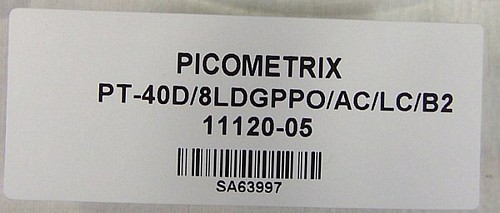 PICOMETRIX
PT-40D/8LDGPPO/AC/LC/B2
11120-05
SA63997